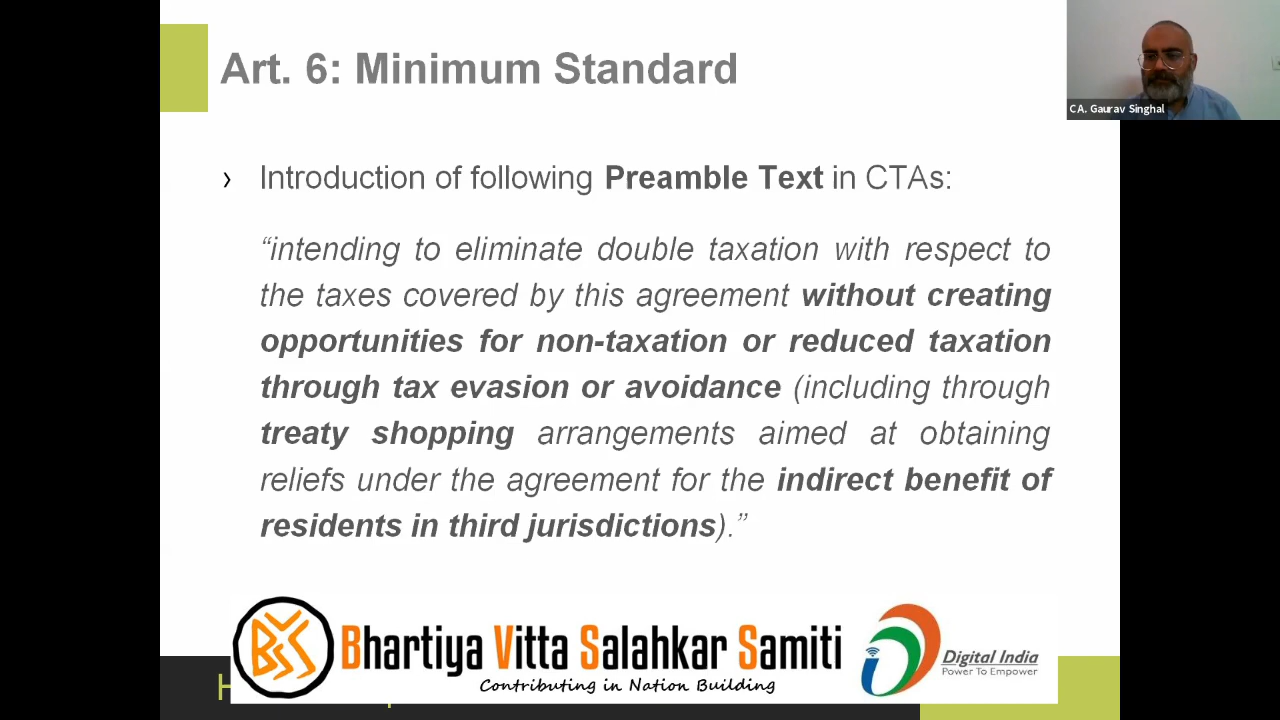 Art. 6: Minimum Standard
CA. Gaurav Singhal
› Introduction of following Preamble Text in CTAs:
“intending to eliminate double taxation with respect to
the taxes covered by this agreement without creating
opportunities for non-taxation or reduced taxation
through tax evasion or avoidance (including through
treaty shopping arrangements aimed at obtaining
reliefs under the agreement for the indirect benefit of
residents in third jurisdictions).”
BVSS
Bhartiya Vitta Salahkar Samiti
Contributing in Nation Building
Digital India
Power To Empower